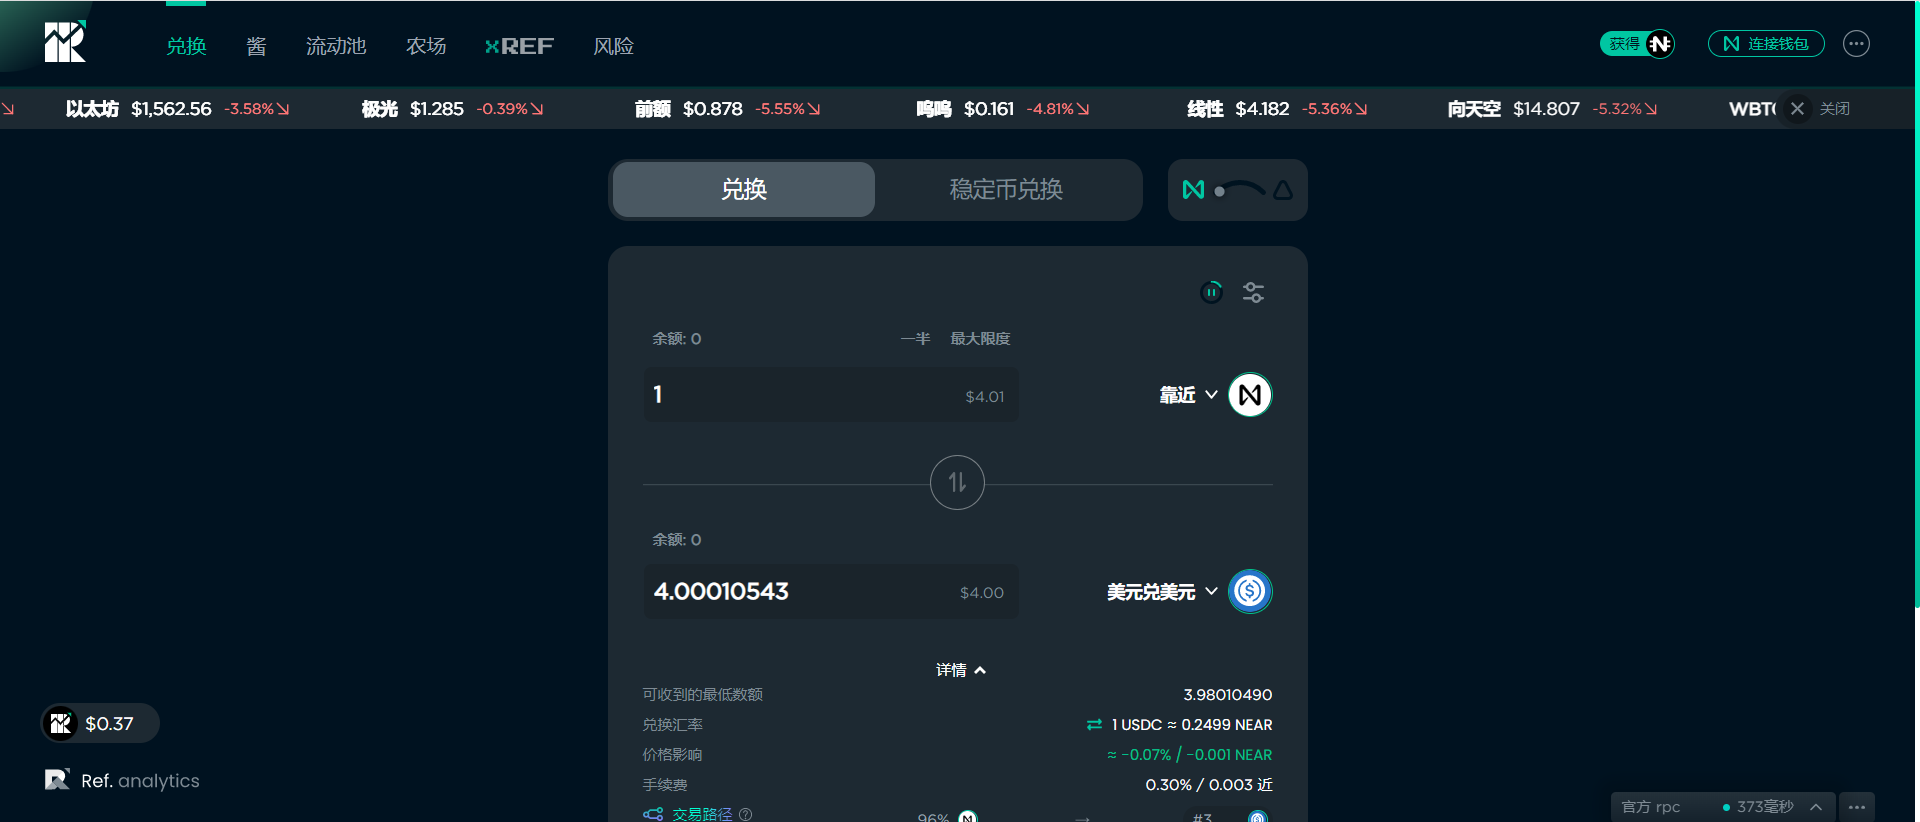 兑换 酱 流动池 农场 xREF 风险 获得 连接钱包
以太坊 $1,562.56 -3.58% 极光 $1.285 -0.39% 前额 $0.878 -5.55% 呜呜 $0.161 -4.81% 线性 $4.182 -5.36% 向天空 $14.807 -5.32% WBTC 关闭
兑换 稳定币兑换
余额: 0 一半 最大限度
1 $4.01 靠近
余额: 0
4.00010543 $4.00 美元兑美元
详情
可收到的最低数额 3.98010490
兑换汇率 1 USDC ≈ 0.2499 NEAR
价格影响 ≈ -0.07% / -0.001 NEAR
手续费 0.30% / 0.003 近
交易路径 96% → #3
$0.37
Ref. analytics
官方 rpc 373毫秒